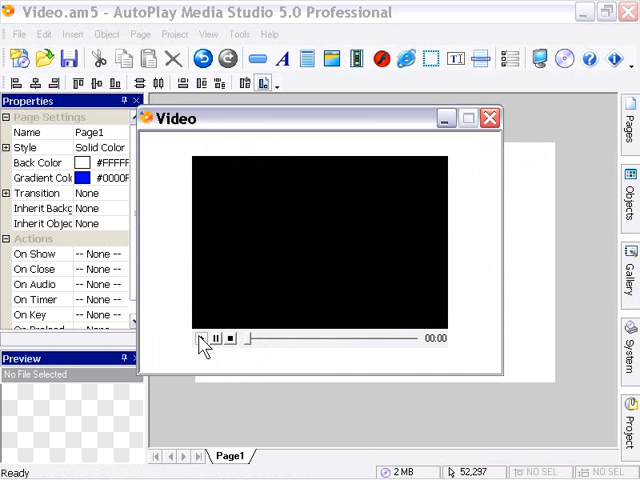 Video.am5 - AutoPlay Media Studio 5.0 Professional
File Edit Insert Object Page Project Publish View Tools Help
Properties
Page Settings
Name Page1
Style Solid Color
Back Color #FFFFF
Gradient Col #0000F
Transition None
Inherit Backg None
Inherit Objec None
Actions
On Show -- None --
On Close -- None --
On Audio -- None --
On Timer -- None --
On Key -- None --
On Preload -- None --
Preview
No File Selected
Video
00:00
Pages
Objects
Gallery
System
Project
Page1
Ready
2 MB
52,297
NO SEL
NO SEL